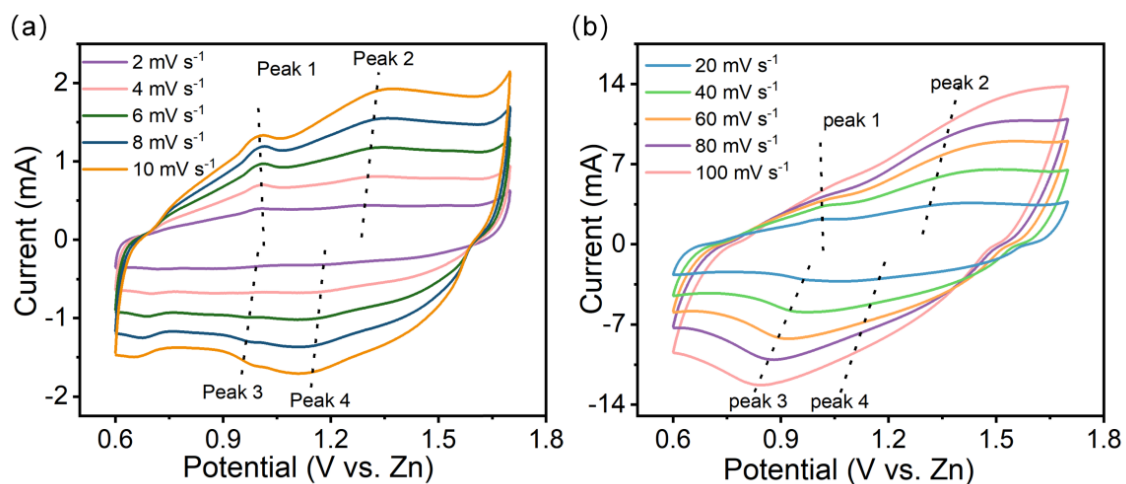 (a)
2 mV s⁻¹
4 mV s⁻¹
6 mV s⁻¹
8 mV s⁻¹
10 mV s⁻¹
Peak 1
Peak 2
Peak 3
Peak 4
2
1
0
-1
-2
Current (mA)
0.6
0.9
1.2
1.5
1.8
Potential (V vs. Zn)
(b)
20 mV s⁻¹
40 mV s⁻¹
60 mV s⁻¹
80 mV s⁻¹
100 mV s⁻¹
peak 1
peak 2
peak 3
peak 4
14
7
0
-7
-14
Current (mA)
0.6
0.9
1.2
1.5
1.8
Potential (V vs. Zn)